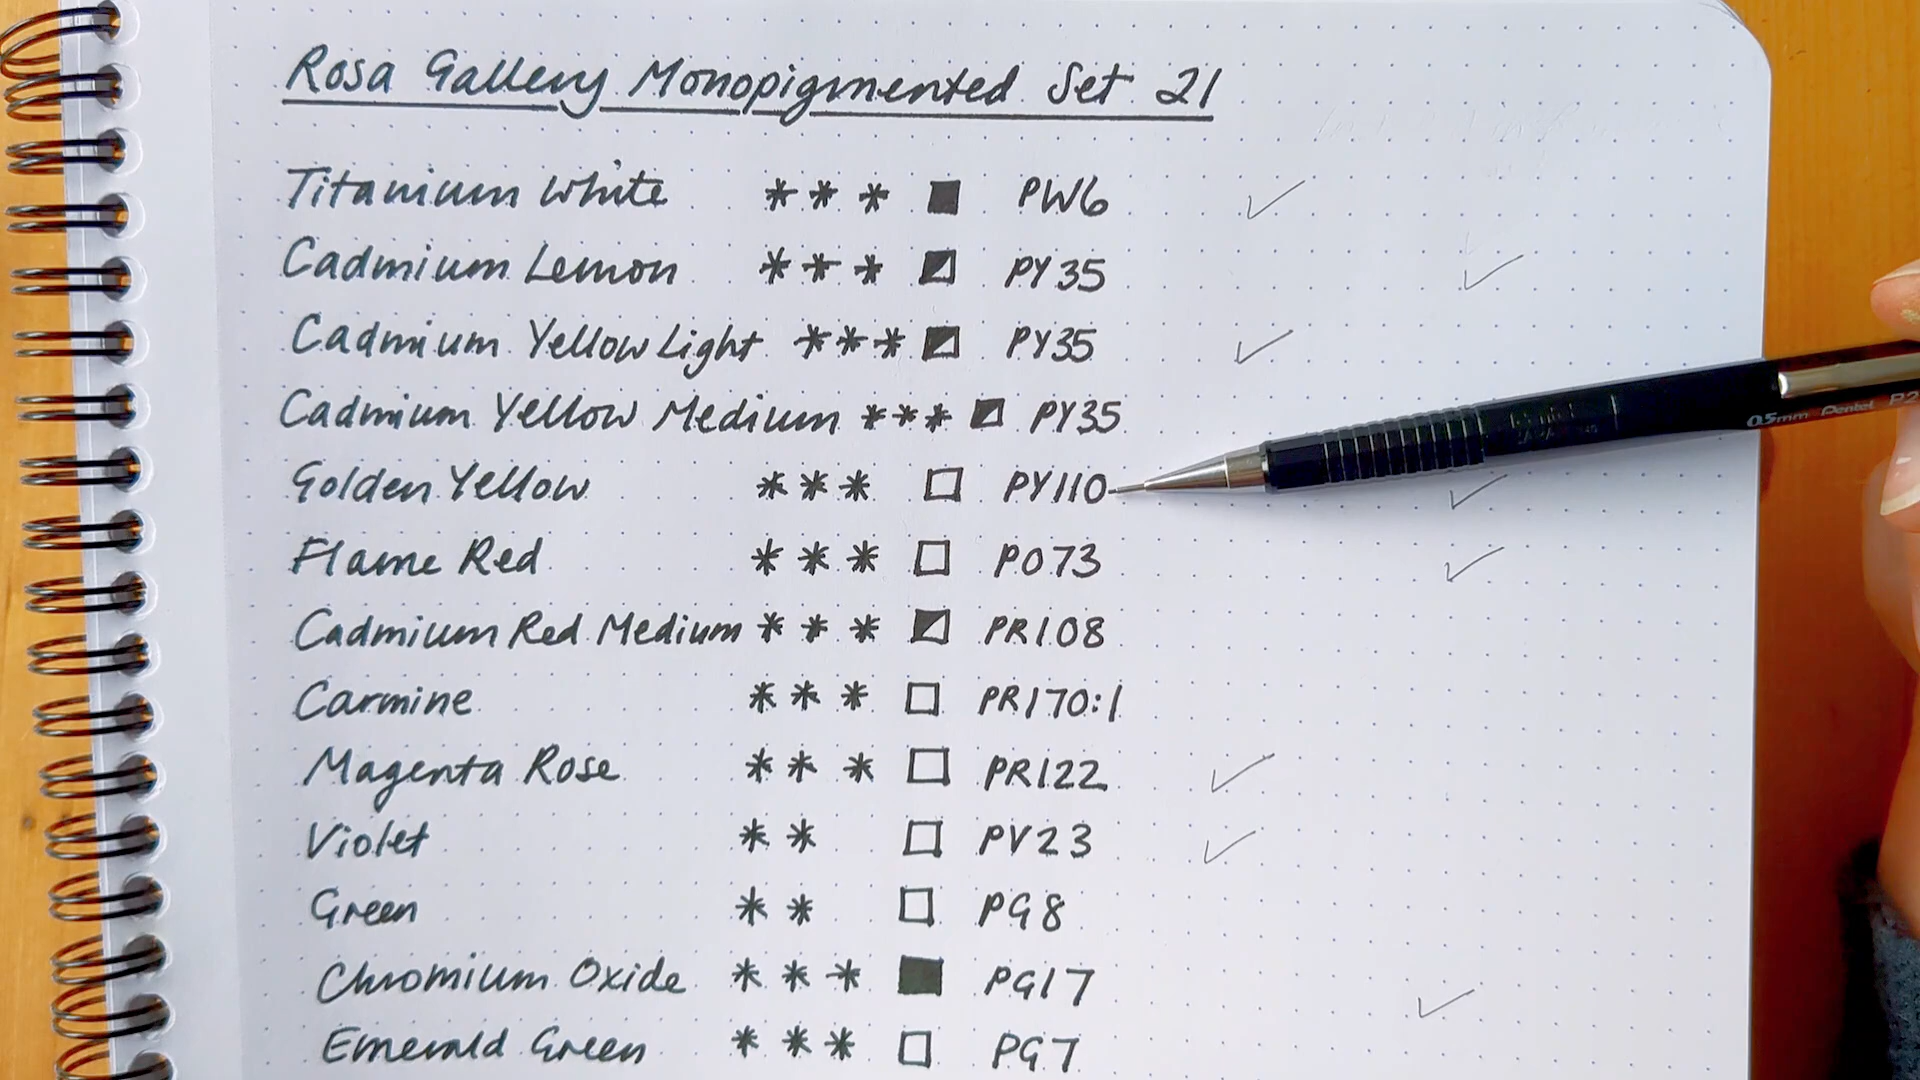 Rosa Gallery Monopigmented Set 21
Titanium White * * * ■ PW6 ✓
Cadmium Lemon * * * ◪ PY35 ✓
Cadmium Yellow Light * * * ◪ PY35 ✓
Cadmium Yellow Medium * * * ◪ PY35
Golden Yellow * * * □ PY110 ✓
Flame Red * * * □ PO73 ✓
Cadmium Red Medium * * * ◪ PR108
Carmine * * * □ PR170:1
Magenta Rose * * * □ PR122 ✓
Violet * * □ PV23 ✓
Green * * □ PG8
Chromium Oxide * * * ■ PG17 ✓
Emerald Green * * * □ PG7
0.5mm Pentel